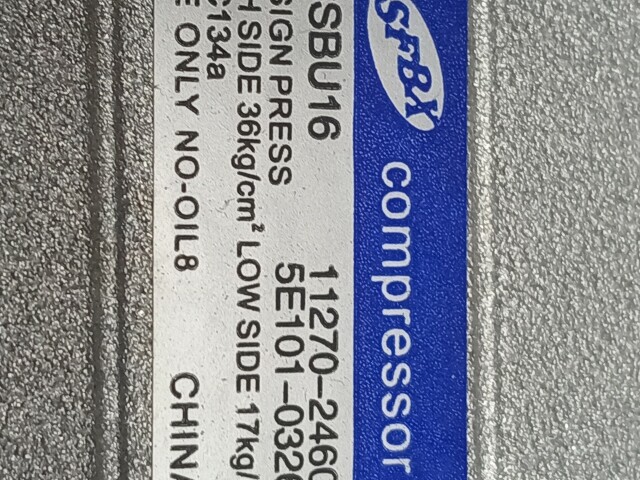 SFBX compressor
SBU16 11270-2460
SIGN PRESS 5E101-0326
H SIDE 36kg/cm² LOW SIDE 17kg/
C134a
E ONLY NO-OIL8 CHINA